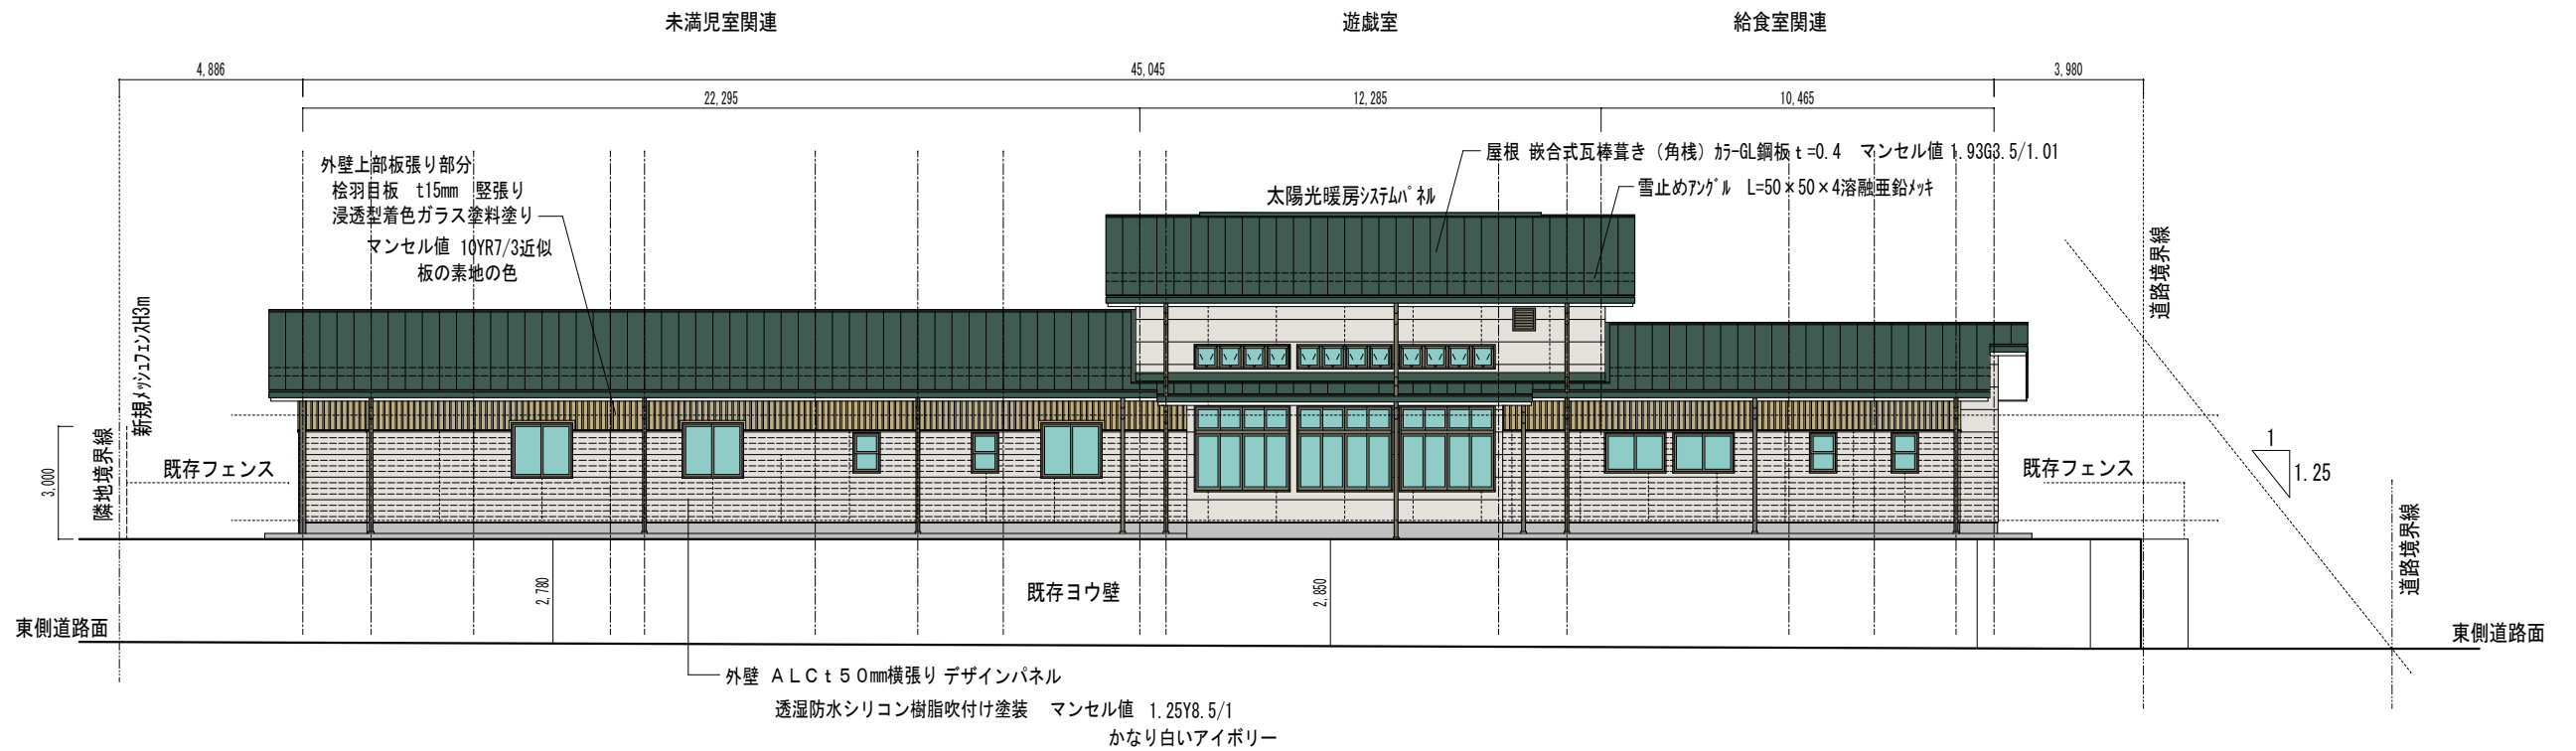 未満児室関連
遊戯室
給食室関連
4,886
45,045
3,980
22,295
12,285
10,465
外壁上部板張り部分
桧羽目板 t15mm 竪張り
浸透型着色ガラス塗料塗り
マンセル値 10YR7/3近似
板の素地の色
屋根 嵌合式瓦棒葺き（角桟）ｶﾗｰGL鋼板ｔ=0.4 マンセル値 1.93G3.5/1.01
雪止めｱﾝｸﾞﾙ L=50×50×4溶融亜鉛ﾒｯｷ
太陽光暖房ｼｽﾃﾑﾊﾟﾈﾙ
道路境界線
新規ﾒｯｼｭﾌｪﾝｽH3m
隣地境界線
3,000
既存フェンス
既存フェンス
1
1.25
道路境界線
2,780
既存ヨウ壁
2,850
東側道路面
東側道路面
外壁 ＡＬＣｔ５０㎜横張り デザインパネル
透湿防水シリコン樹脂吹付け塗装 マンセル値 1.25Y8.5/1
かなり白いアイボリー